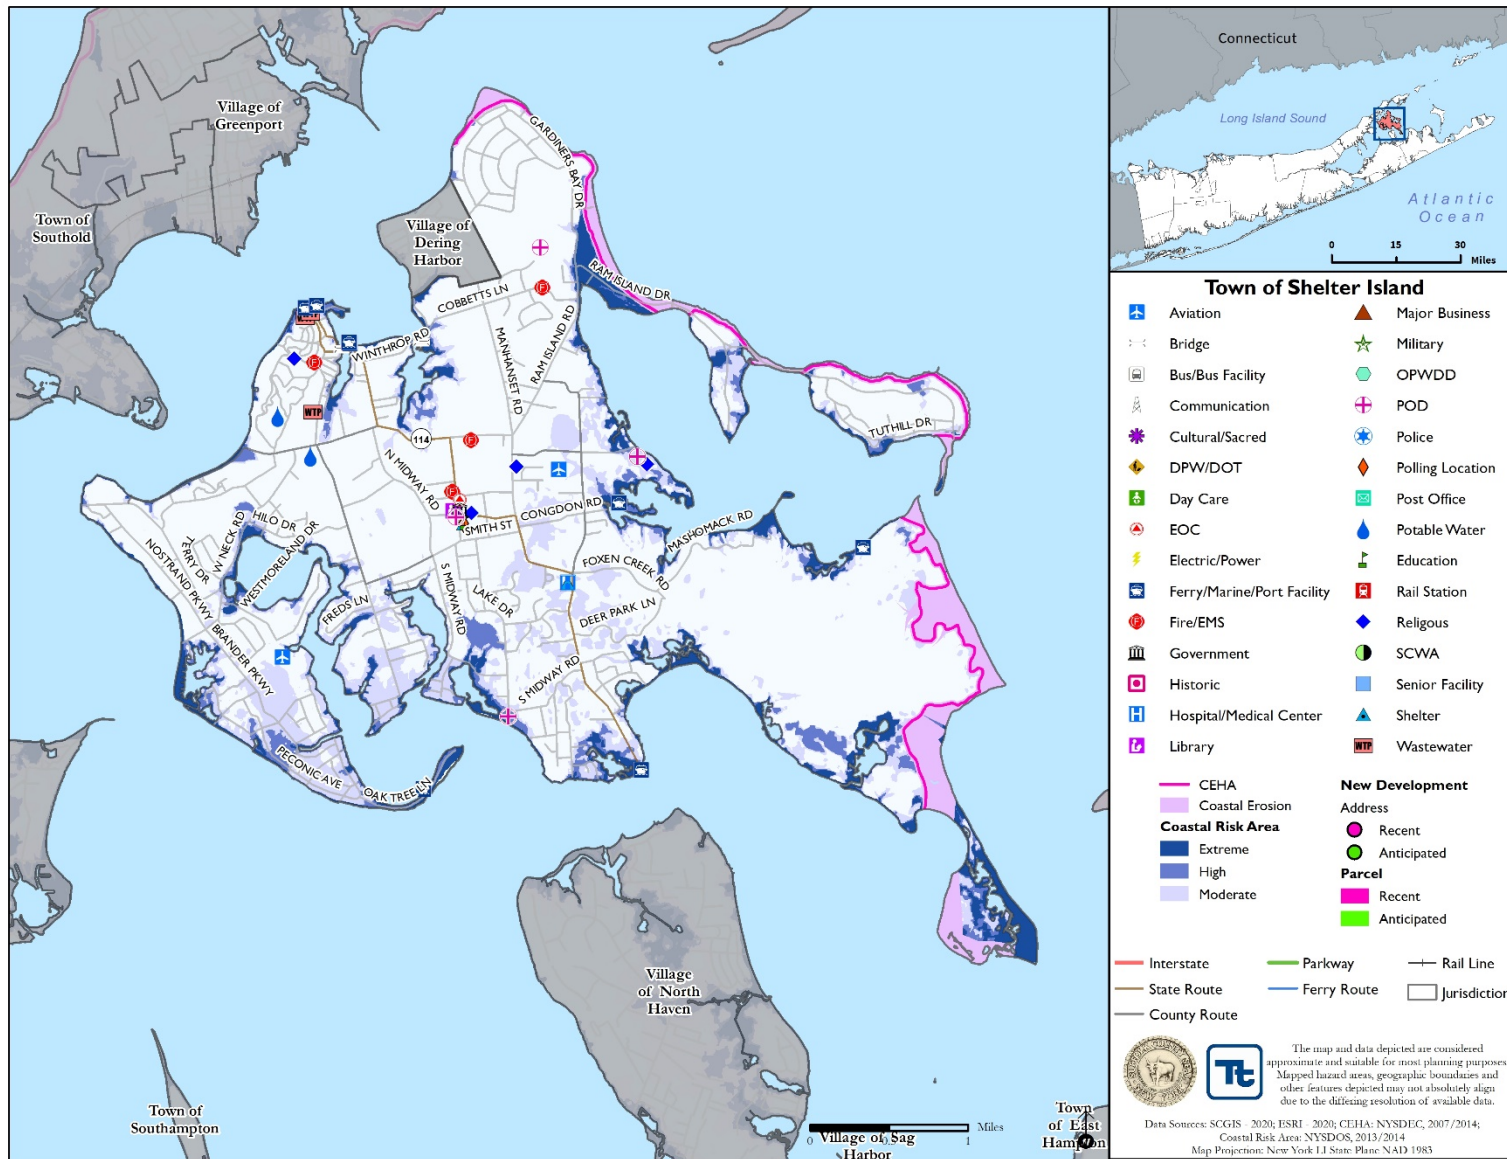 Village of
Greenport
Town of
Southold
Village of
Dering
Harbor
GARDINERS BAY DR
RAM ISLAND DR
COBBETTS LN
WINTHROP RD
MANHANSET RD
RAM ISLAND RD
TUTHILL DR
WTP
114
N MIDWAY RD
SMITH ST
CONGDON RD
MASHOMACK RD
FOXEN CREEK RD
HILO DR
W NECK RD
TERRY DR
WESTMORELAND DR
NOSTRAND PKWY
FREDS LN
S MIDWAY RD
LAKE DR
DEER PARK LN
BRANDER PKWY
S MIDWAY RD
PECONIC AVE
OAK TREE LN
Village
of North
Haven
Town of
Southampton
Village of Sag
Harbor
Town
of East
Hampton
0
0.5
1
Miles
N
Connecticut
Long Island Sound
Atlantic
Ocean
0 15 30
Miles
Town of Shelter Island
Aviation
Bridge
Bus/Bus Facility
Communication
Cultural/Sacred
DPW/DOT
Day Care
EOC
Electric/Power
Ferry/Marine/Port Facility
Fire/EMS
Government
Historic
Hospital/Medical Center
Library
Major Business
Military
OPWDD
POD
Police
Polling Location
Post Office
Potable Water
Education
Rail Station
Religous
SCWA
Senior Facility
Shelter
WTP Wastewater
CEHA
Coastal Erosion
Coastal Risk Area
Extreme
High
Moderate
New Development
Address
Recent
Anticipated
Parcel
Recent
Anticipated
Interstate
State Route
County Route
Parkway
Ferry Route
Rail Line
Jurisdiction
Tt
The map and data depicted are considered
approximate and suitable for most planning purposes.
Mapped hazard areas, geographic boundaries and
other features depicted may not absolutely align
due to the differing resolution of available data.
Data Sources: SCGIS - 2020; ESRI - 2020; CEHA: NYSDEC, 2007/2014;
Coastal Risk Area: NYSDOS, 2013/2014
Map Projection: New York LI State Plane NAD 1983